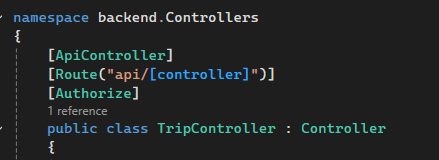 namespace backend.Controllers
{
[ApiController]
[Route("api/[controller]")]
[Authorize]
1 reference
public class TripController : Controller
{